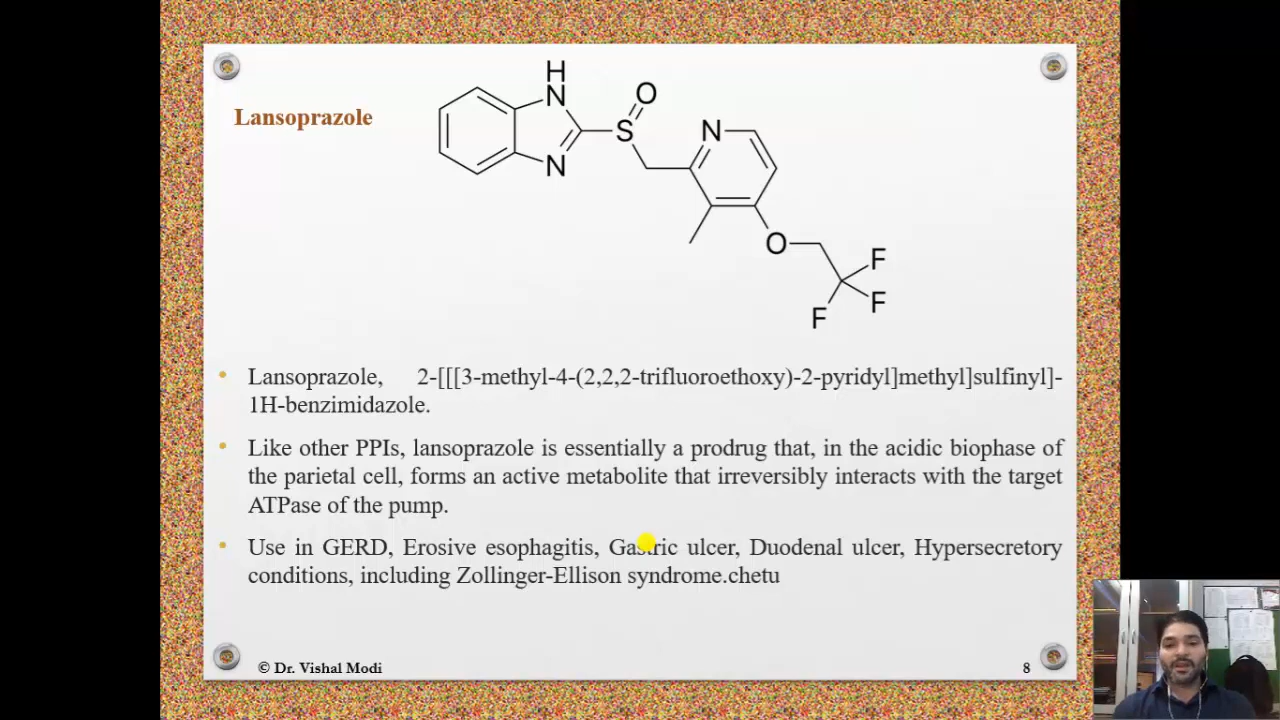 Lansoprazole
H
N
N
S
O
N
O
F
F
F
• Lansoprazole, 2-[[[3-methyl-4-(2,2,2-trifluoroethoxy)-2-pyridyl]methyl]sulfinyl]-
1H-benzimidazole.
• Like other PPIs, lansoprazole is essentially a prodrug that, in the acidic biophase of
the parietal cell, forms an active metabolite that irreversibly interacts with the target
ATPase of the pump.
• Use in GERD, Erosive esophagitis, Gastric ulcer, Duodenal ulcer, Hypersecretory
conditions, including Zollinger-Ellison syndrome.chetu
© Dr. Vishal Modi 8